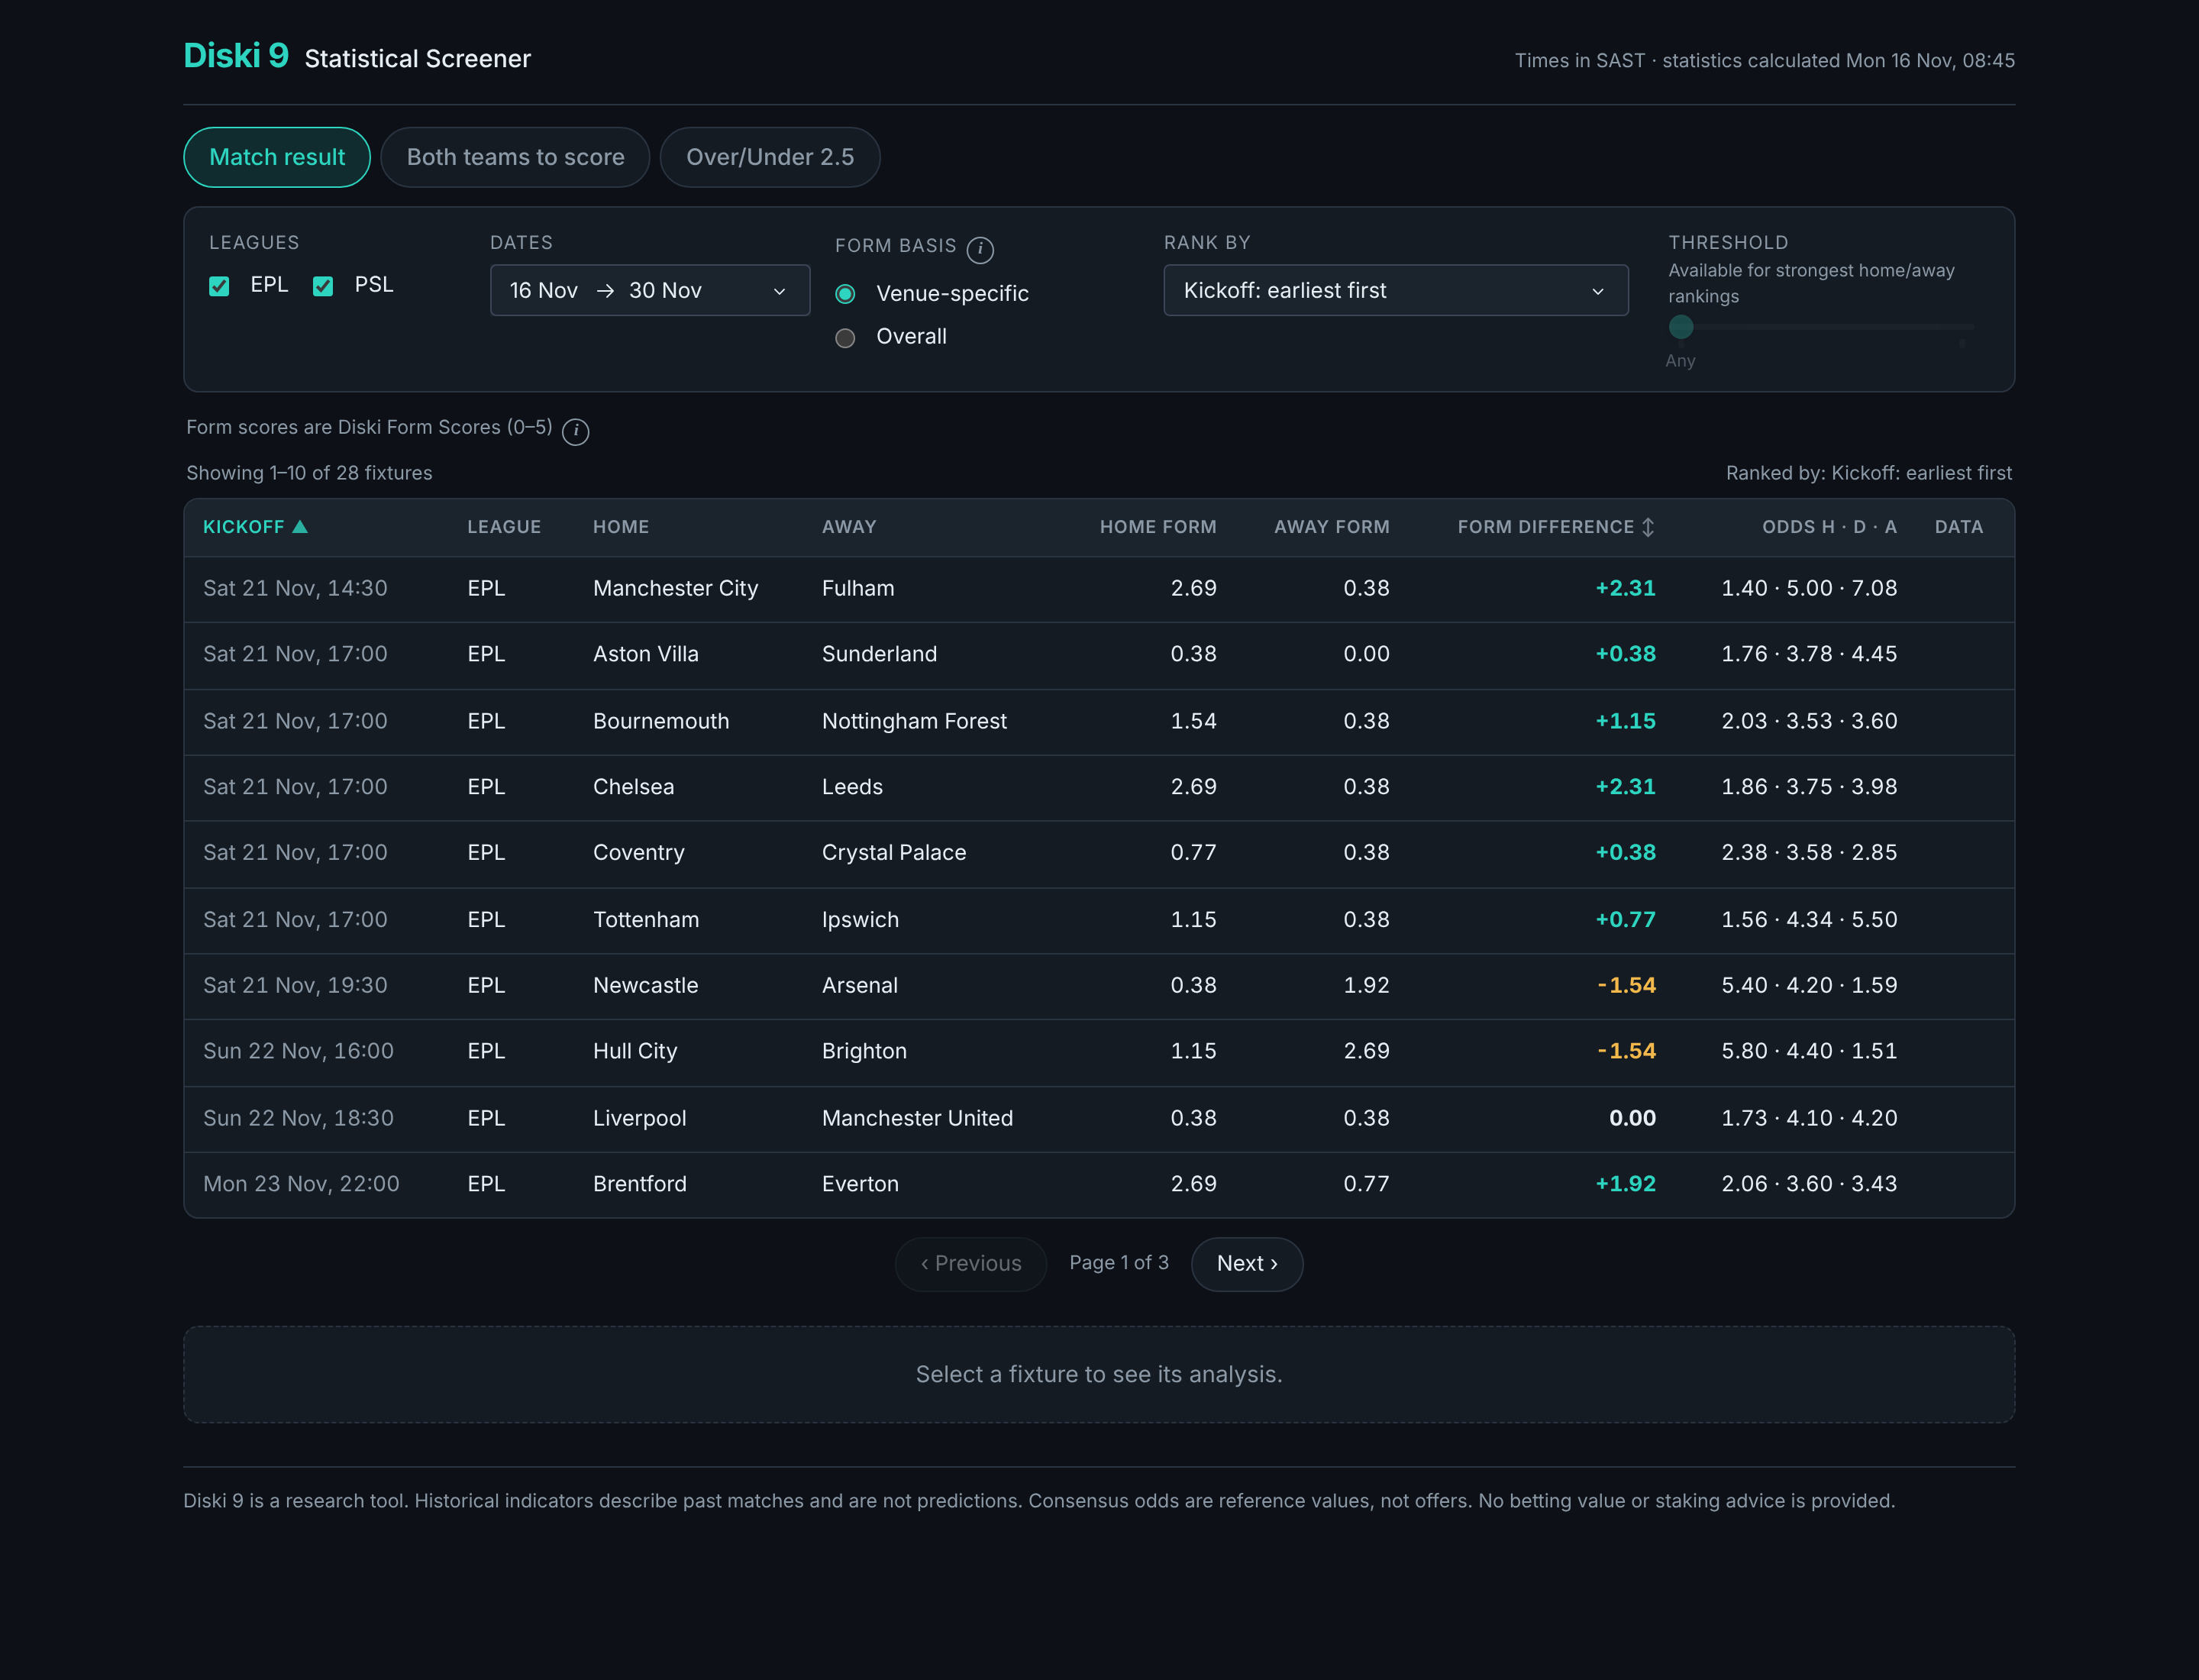 Diski 9 Statistical Screener
Times in SAST · statistics calculated Mon 16 Nov, 08:45
Match result Both teams to score Over/Under 2.5
LEAGUES
EPL PSL
DATES
16 Nov → 30 Nov
FORM BASIS i
Venue-specific
Overall
RANK BY
Kickoff: earliest first
THRESHOLD
Available for strongest home/away
rankings
Any
Form scores are Diski Form Scores (0–5) i
Showing 1–10 of 28 fixtures
Ranked by: Kickoff: earliest first
KICKOFF ▲ LEAGUE HOME AWAY HOME FORM AWAY FORM FORM DIFFERENCE ↕ ODDS H · D · A DATA
Sat 21 Nov, 14:30 EPL Manchester City Fulham 2.69 0.38 +2.31 1.40 · 5.00 · 7.08
Sat 21 Nov, 17:00 EPL Aston Villa Sunderland 0.38 0.00 +0.38 1.76 · 3.78 · 4.45
Sat 21 Nov, 17:00 EPL Bournemouth Nottingham Forest 1.54 0.38 +1.15 2.03 · 3.53 · 3.60
Sat 21 Nov, 17:00 EPL Chelsea Leeds 2.69 0.38 +2.31 1.86 · 3.75 · 3.98
Sat 21 Nov, 17:00 EPL Coventry Crystal Palace 0.77 0.38 +0.38 2.38 · 3.58 · 2.85
Sat 21 Nov, 17:00 EPL Tottenham Ipswich 1.15 0.38 +0.77 1.56 · 4.34 · 5.50
Sat 21 Nov, 19:30 EPL Newcastle Arsenal 0.38 1.92 -1.54 5.40 · 4.20 · 1.59
Sun 22 Nov, 16:00 EPL Hull City Brighton 1.15 2.69 -1.54 5.80 · 4.40 · 1.51
Sun 22 Nov, 18:30 EPL Liverpool Manchester United 0.38 0.38 0.00 1.73 · 4.10 · 4.20
Mon 23 Nov, 22:00 EPL Brentford Everton 2.69 0.77 +1.92 2.06 · 3.60 · 3.43
‹ Previous Page 1 of 3 Next ›
Select a fixture to see its analysis.
Diski 9 is a research tool. Historical indicators describe past matches and are not predictions. Consensus odds are reference values, not offers. No betting value or staking advice is provided.